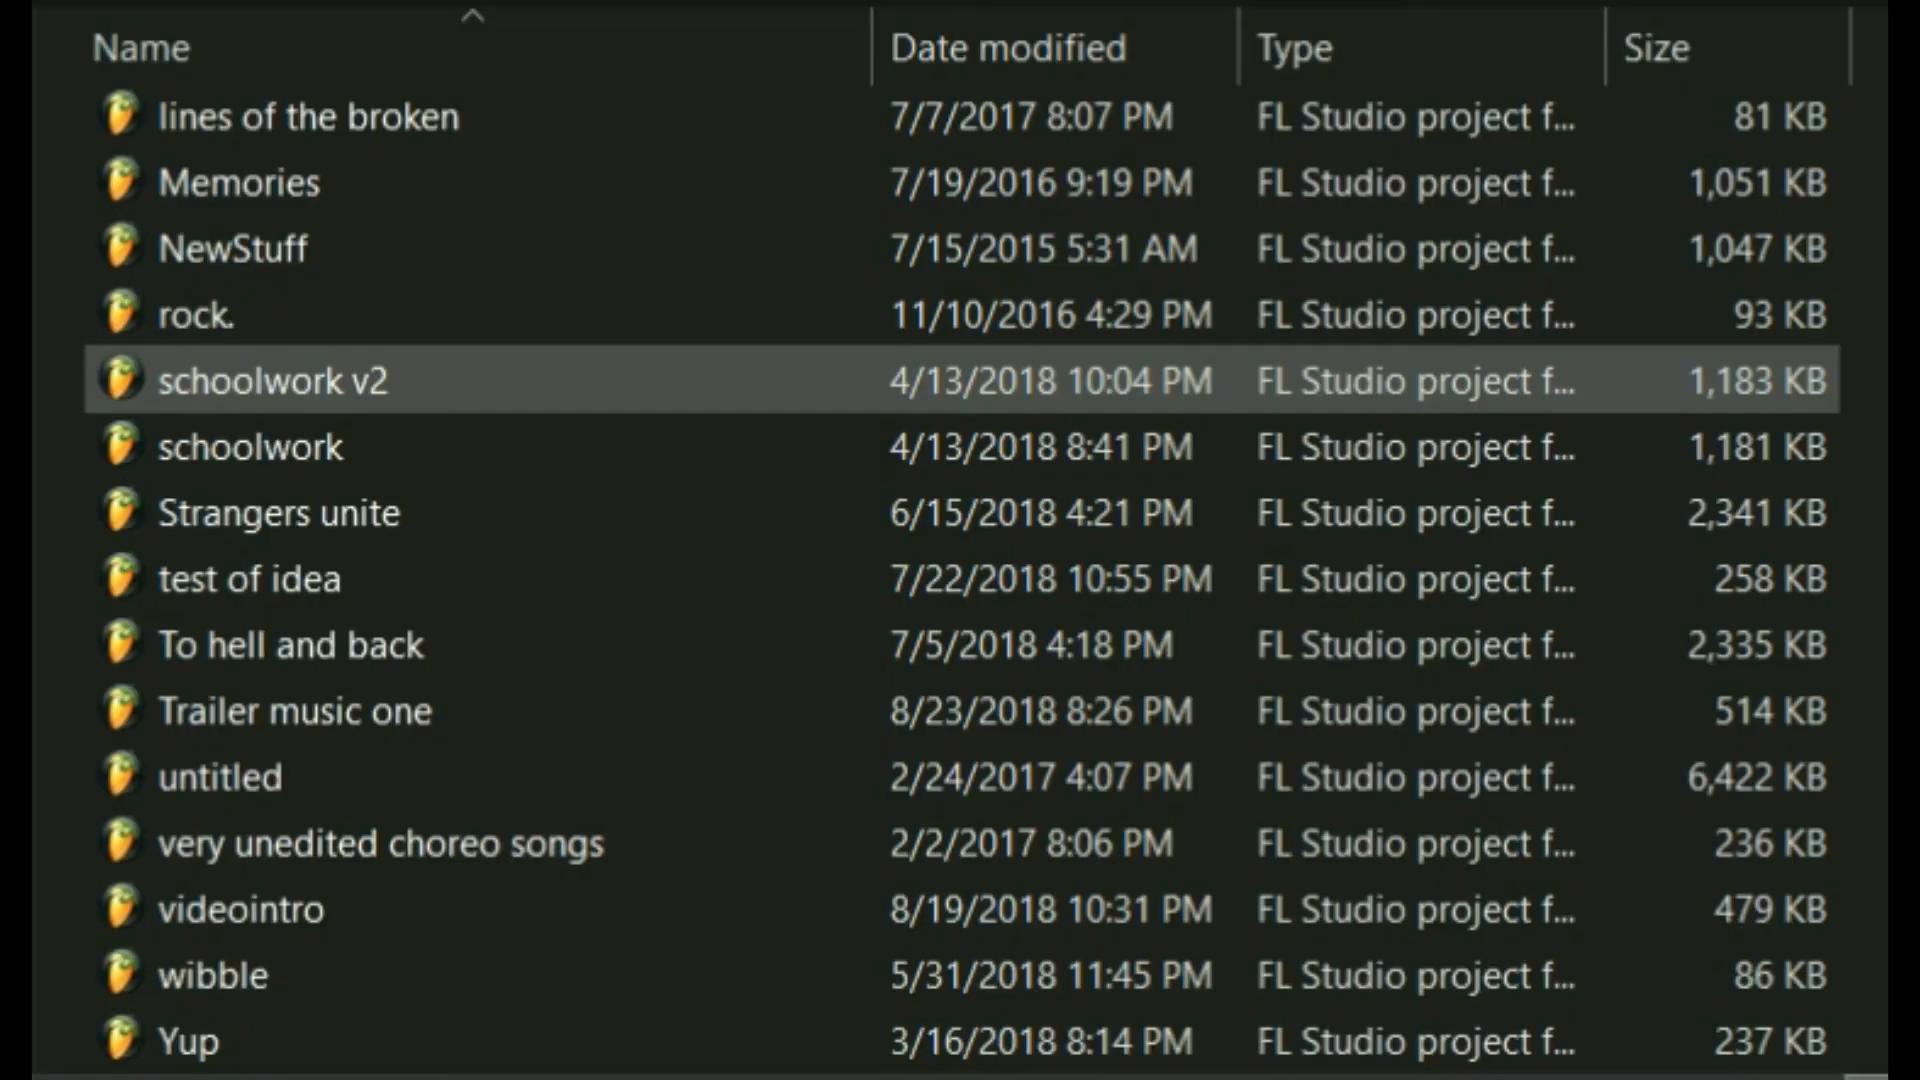 Name Date modified Type Size
lines of the broken 7/7/2017 8:07 PM FL Studio project f... 81 KB
Memories 7/19/2016 9:19 PM FL Studio project f... 1,051 KB
NewStuff 7/15/2015 5:31 AM FL Studio project f... 1,047 KB
rock. 11/10/2016 4:29 PM FL Studio project f... 93 KB
schoolwork v2 4/13/2018 10:04 PM FL Studio project f... 1,183 KB
schoolwork 4/13/2018 8:41 PM FL Studio project f... 1,181 KB
Strangers unite 6/15/2018 4:21 PM FL Studio project f... 2,341 KB
test of idea 7/22/2018 10:55 PM FL Studio project f... 258 KB
To hell and back 7/5/2018 4:18 PM FL Studio project f... 2,335 KB
Trailer music one 8/23/2018 8:26 PM FL Studio project f... 514 KB
untitled 2/24/2017 4:07 PM FL Studio project f... 6,422 KB
very unedited choreo songs 2/2/2017 8:06 PM FL Studio project f... 236 KB
videointro 8/19/2018 10:31 PM FL Studio project f... 479 KB
wibble 5/31/2018 11:45 PM FL Studio project f... 86 KB
Yup 3/16/2018 8:14 PM FL Studio project f... 237 KB